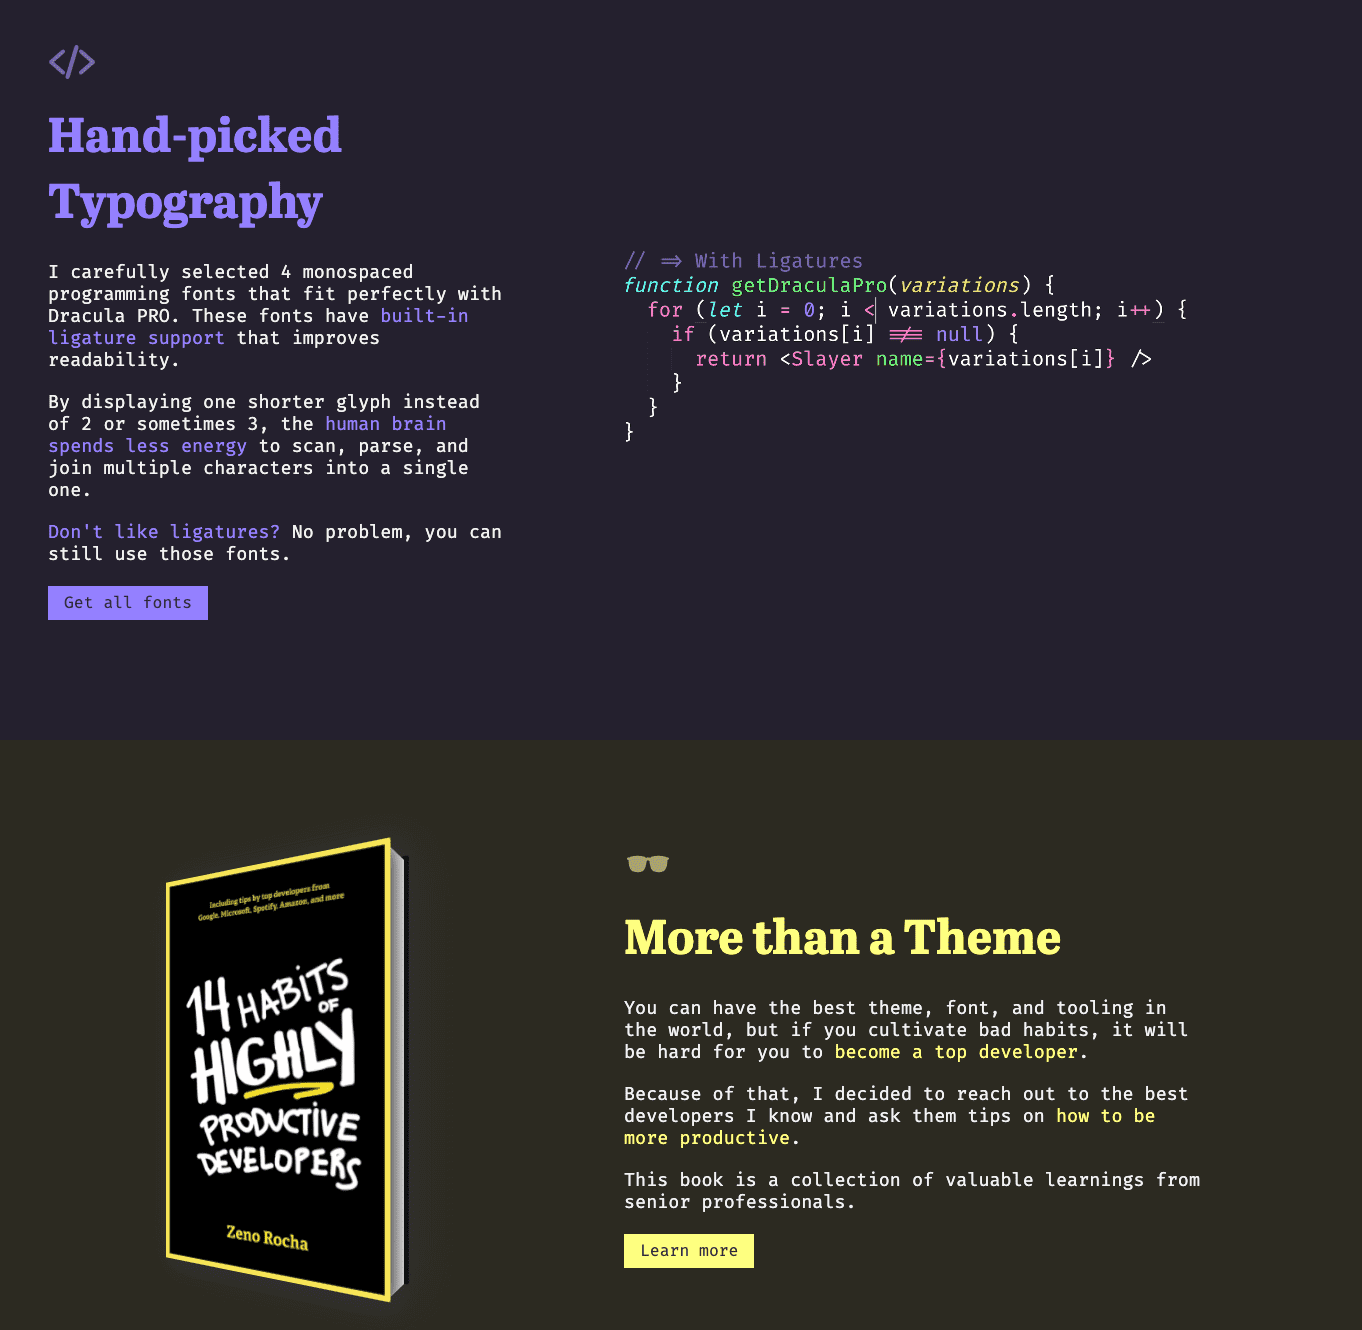 </>
Hand-picked
Typography
I carefully selected 4 monospaced
programming fonts that fit perfectly with
Dracula PRO. These fonts have built-in
ligature support that improves
readability.
By displaying one shorter glyph instead
of 2 or sometimes 3, the human brain
spends less energy to scan, parse, and
join multiple characters into a single
one.
Don't like ligatures? No problem, you can
still use those fonts.
Get all fonts
// => With Ligatures
function getDraculaPro(variations) {
  for (let i = 0; i < variations.length; i++) {
    if (variations[i] !== null) {
      return <Slayer name={variations[i]} />
    }
  }
}
Including tips by top developers from
Google, Microsoft, Spotify, Amazon, and more
14 HABITS
OF
HIGHLY
PRODUCTIVE
DEVELOPERS
Zeno Rocha
More than a Theme
You can have the best theme, font, and tooling in
the world, but if you cultivate bad habits, it will
be hard for you to become a top developer.
Because of that, I decided to reach out to the best
developers I know and ask them tips on how to be
more productive.
This book is a collection of valuable learnings from
senior professionals.
Learn more